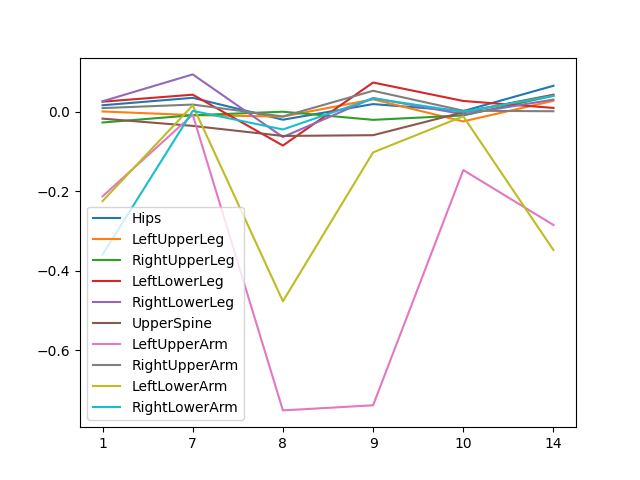 0.0
−0.2
−0.4
−0.6
Hips
LeftUpperLeg
RightUpperLeg
LeftLowerLeg
RightLowerLeg
UpperSpine
LeftUpperArm
RightUpperArm
LeftLowerArm
RightLowerArm
1 7 8 9 10 14